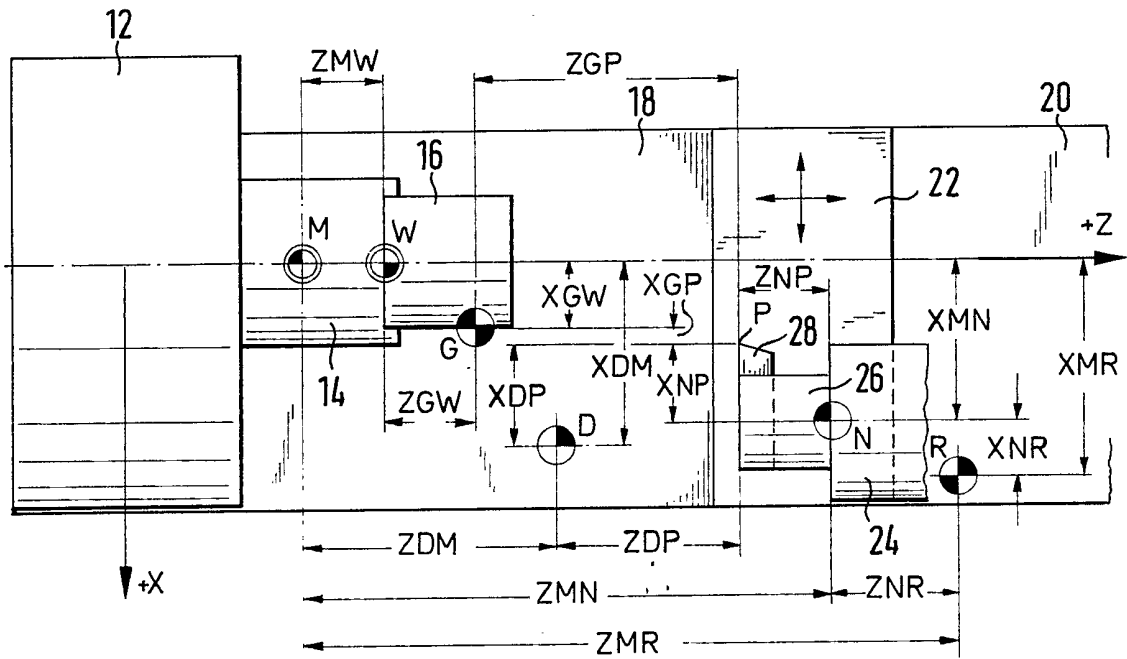 12
ZMW
ZGP
18
20
16
22
M
W
+Z
XGW
XGP
ZNP
P
28
XMN
G
XDM
XMR
14
XDP
XNP
26
ZGW
D
N
R
XNR
24
ZDM
ZDP
+X
ZMN
ZNR
ZMR